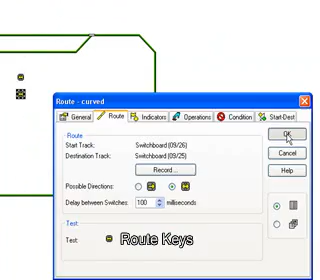 Route - curved
General Route Indicators Operations Condition Start-Dest
Route
Start Track: Switchboard (09/26)
Destination Track: Switchboard (09/25)
Record...
Possible Directions:
Delay between Switches: 100 milliseconds
Test:
Test: Route Keys
OK
Cancel
Help